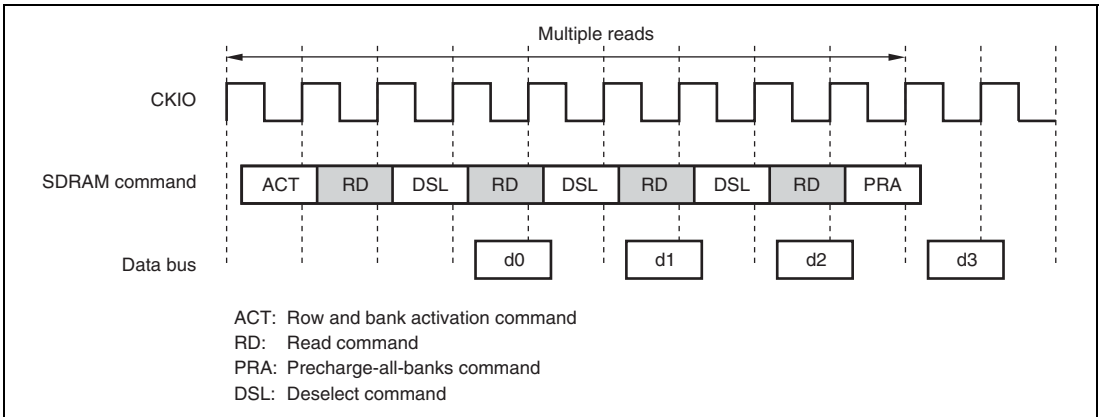 Multiple reads
CKIO
SDRAM command ACT RD DSL RD DSL RD DSL RD PRA
Data bus d0 d1 d2 d3
ACT: Row and bank activation command
RD: Read command
PRA: Precharge-all-banks command
DSL: Deselect command